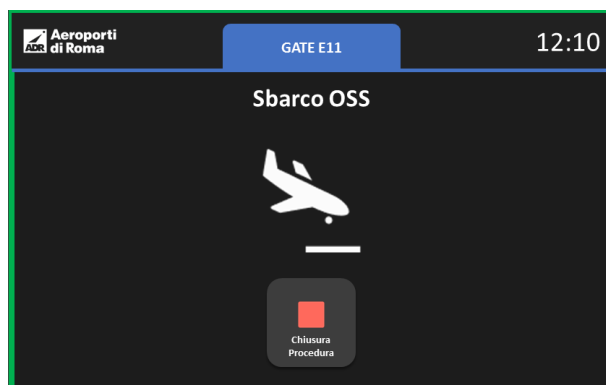 Aeroporti
ADR di Roma
GATE E11
12:10
Sbarco OSS
Chiusura
Procedura